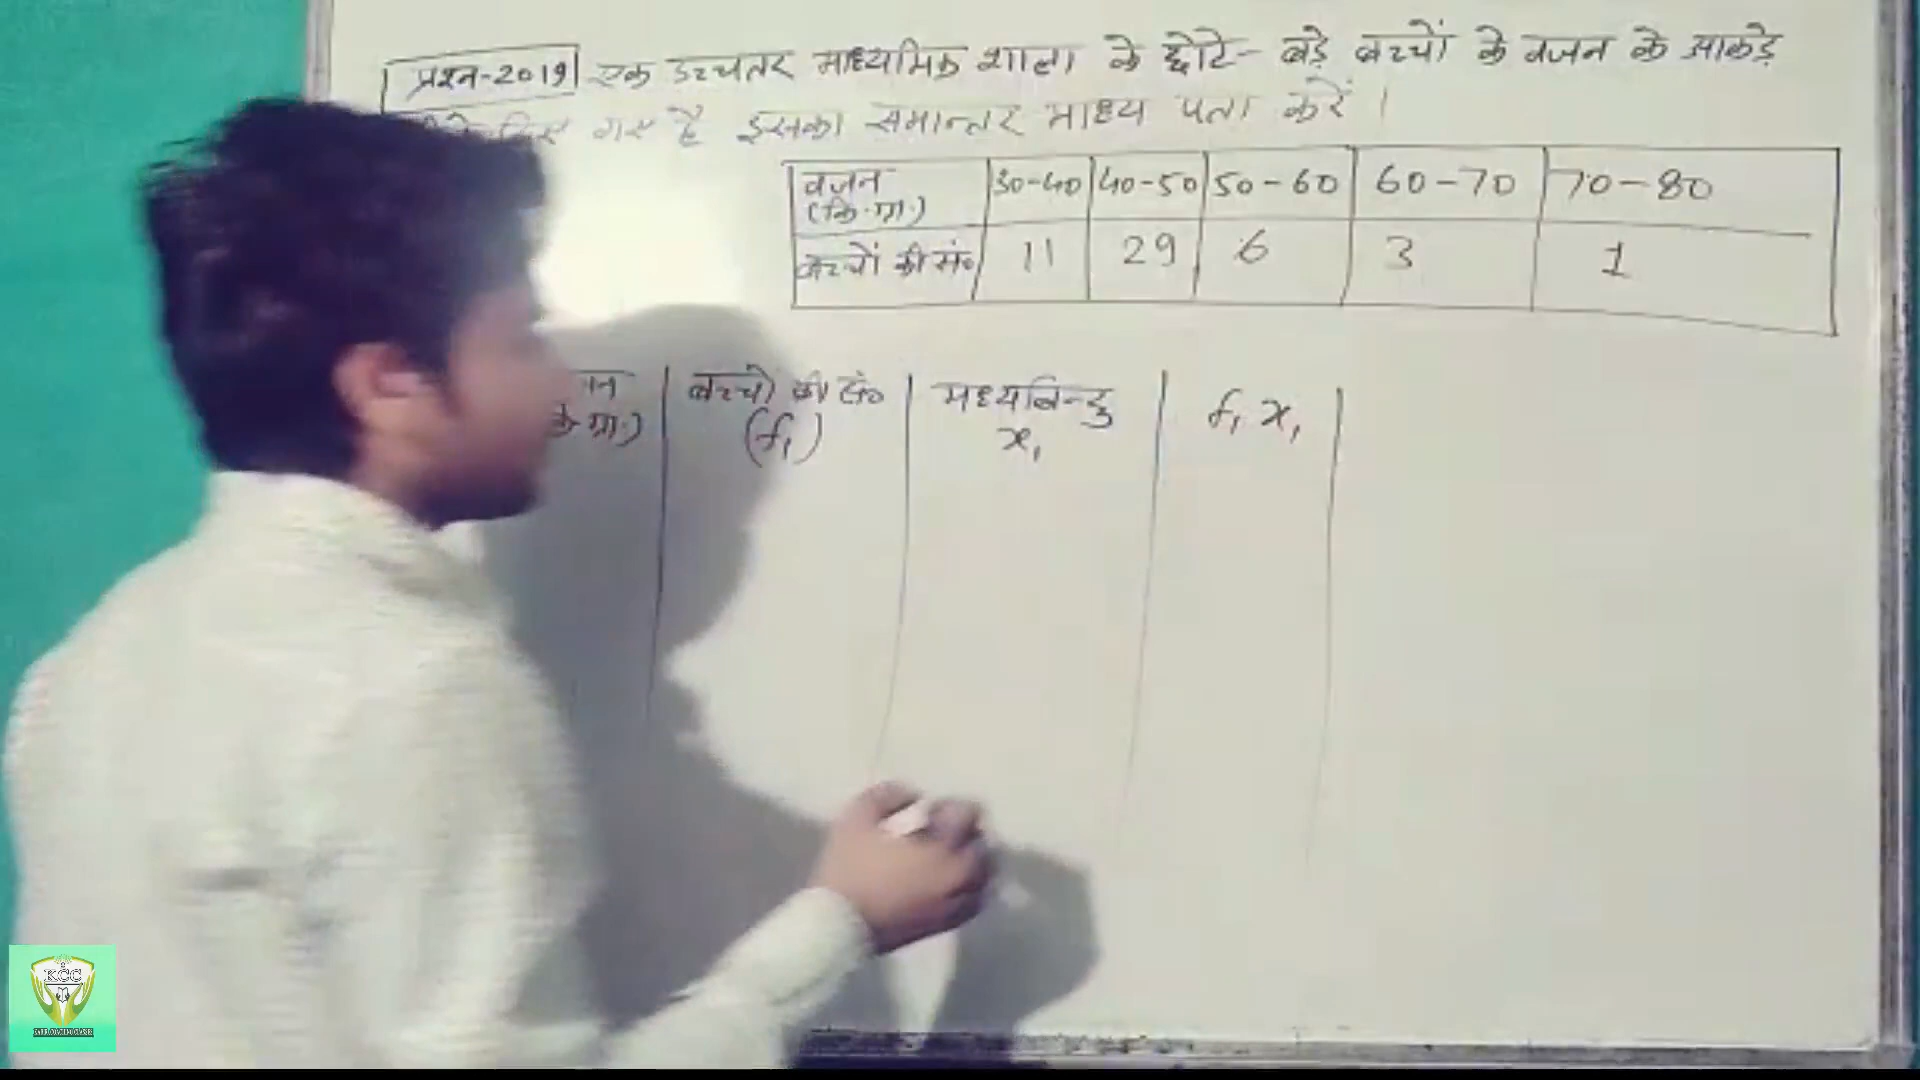 प्रश्न-2019 एक उच्चतर माध्यमिक शाला के छोटे- बड़े बच्चों के वजन के आकड़े
गए है इसका समान्तर माध्य पता करें।
वजन (कि.ग्रा.) 30-40 40-50 50-60 60-70 70-80
बच्चों की सं० 11 29 6 3 1
बच्चो की सं० मध्यबिन्दु f₁ x₁
(f₁) x₁
KCC